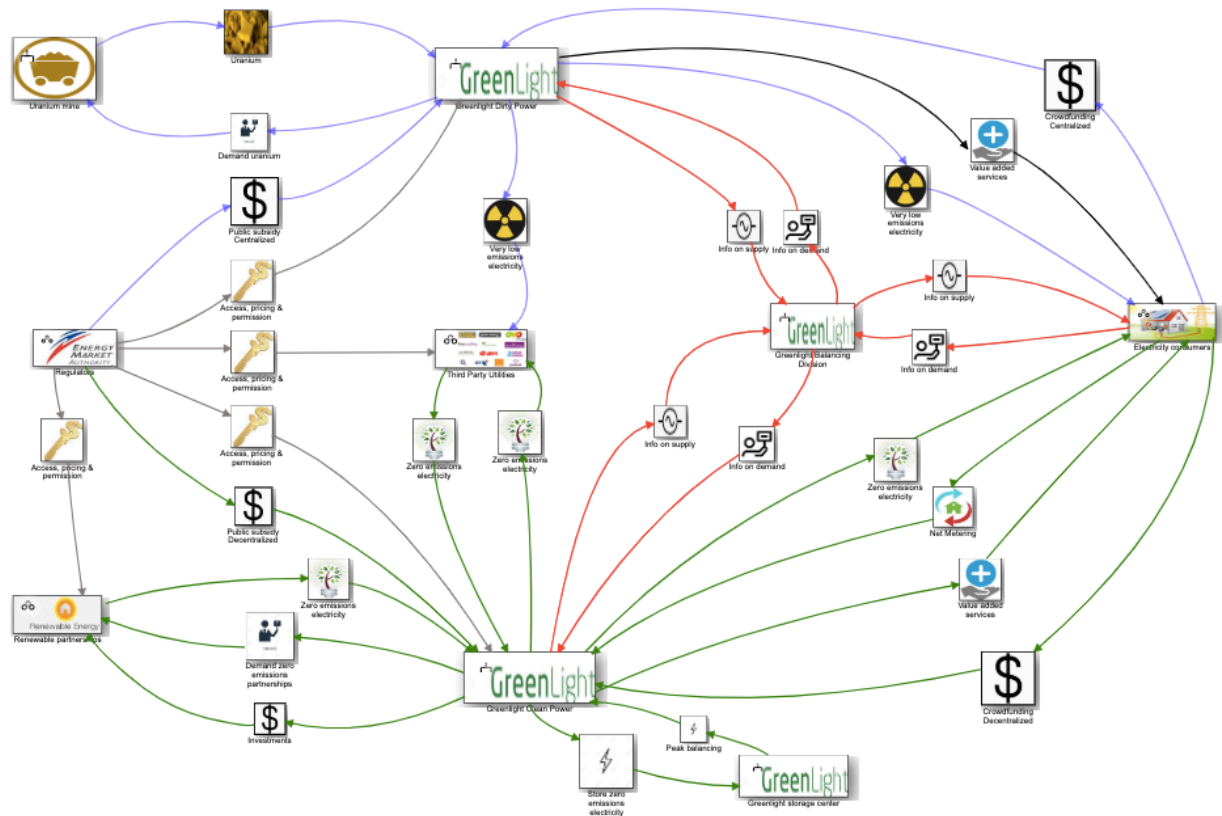 Uranium mine
Uranium
GreenLight
Greenlight Dirty Power
$
Crowdfunding
Centralized
Demand uranium
Value added
services
$
Public subsidy
Centralized
Very low
emissions
electricity
Very low
emissions
electricity
Info on supply
Info on demand
Access, pricing &
permission
Info on supply
ENERGY
MARKET
AUTHORITY
Regulators
Access, pricing &
permission
Third Party Utilities
GreenLight
Greenlight Balancing
Division
Info on demand
Electricity consumers
Access, pricing &
permission
Access, pricing &
permission
Zero emissions
electricity
Zero emissions
electricity
Info on supply
Info on demand
Zero emissions
electricity
$
Public subsidy
Decentralized
Net Metering
Zero emissions
electricity
Value added
services
Renewable Energy
Renewable partnerships
Demand zero
emissions
partnerships
GreenLight
Greenlight Clean Power
$
Crowdfunding
Decentralized
$
Investments
Peak balancing
Store zero
emissions
electricity
GreenLight
Greenlight storage center